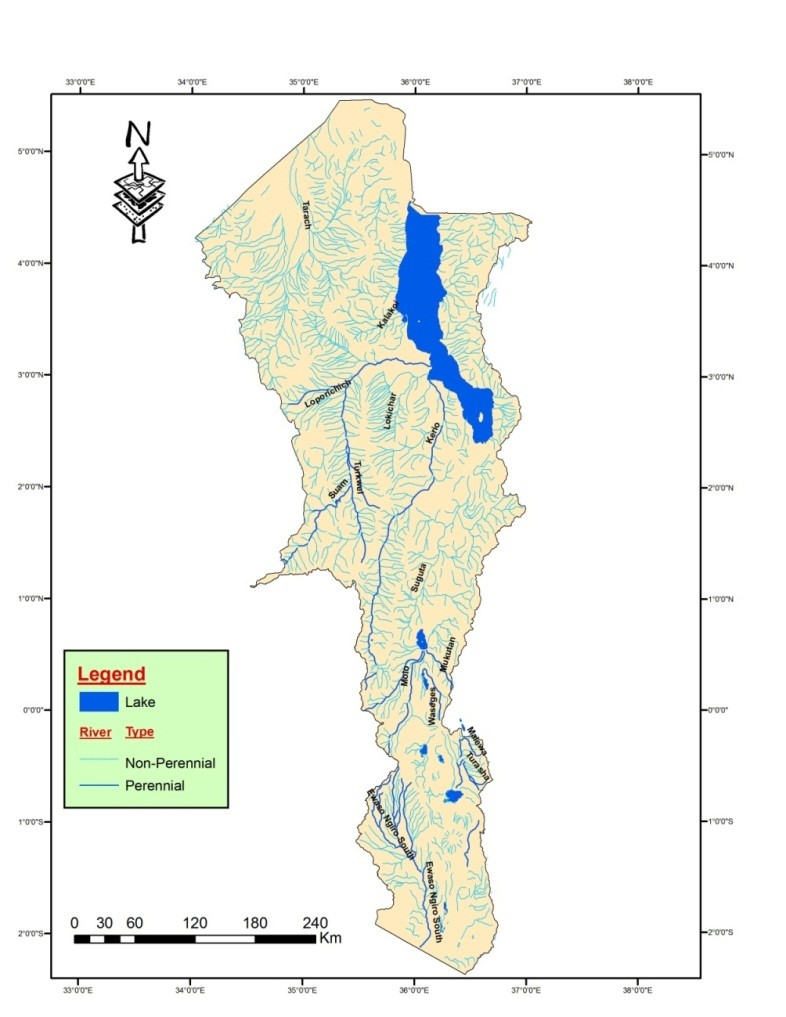 33°0'0"E 34°0'0"E 35°0'0"E 36°0'0"E 37°0'0"E 38°0'0"E
N
5°0'0"N 5°0'0"N
Tarach
4°0'0"N 4°0'0"N
Kalakol
3°0'0"N 3°0'0"N
Loporichich
Lokichar
Kerio
Turkwel
Suam
2°0'0"N 2°0'0"N
Suguta
1°0'0"N 1°0'0"N
Mukutan
Molo
Waseges
0°0'0" 0°0'0"
Malewa
Turasha
Ewaso Ngiro South
1°0'0"S 1°0'0"S
Ewaso Ngiro South
2°0'0"S 2°0'0"S
Legend
Lake
River Type
Non-Perennial
Perennial
0 30 60 120 180 240
Km
33°0'0"E 34°0'0"E 35°0'0"E 36°0'0"E 37°0'0"E 38°0'0"E